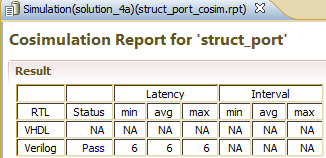 Simulation(solution_4a)(struct_port_cosim.rpt)
Cosimulation Report for 'struct_port'
Result
Latency Interval
RTL Status min avg max min avg max
VHDL NA NA NA NA NA NA NA
Verilog Pass 6 6 6 NA NA NA